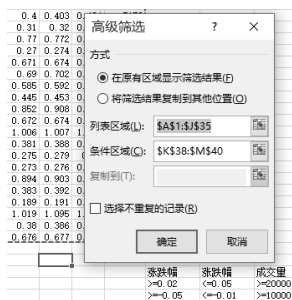 0.4 0.403
0.31 0.32
0.77 0.772
0.27 0.274
0.671 0.674
0.69 0.702
0.585 0.592
0.445 0.453
0.852 0.908
0.672 0.674
1.006 1.007
0.381 0.388
0.275 0.279
0.273 0.276
0.894 0.903
0.383 0.392
0.189 0.191
1.019 1.095
0.38 0.386
0.676 0.677
高级筛选 ? ×
方式
在原有区域显示筛选结果(F)
将筛选结果复制到其他位置(O)
列表区域(L): $A$1:$J$35
条件区域(C): $K$38:$M$40
复制到(T):
选择不重复的记录(R)
确定 取消
涨跌幅 涨跌幅 成交量
>=0.02 <=0.05 >=20000
>=-0.05 <=-0.01 >=10000